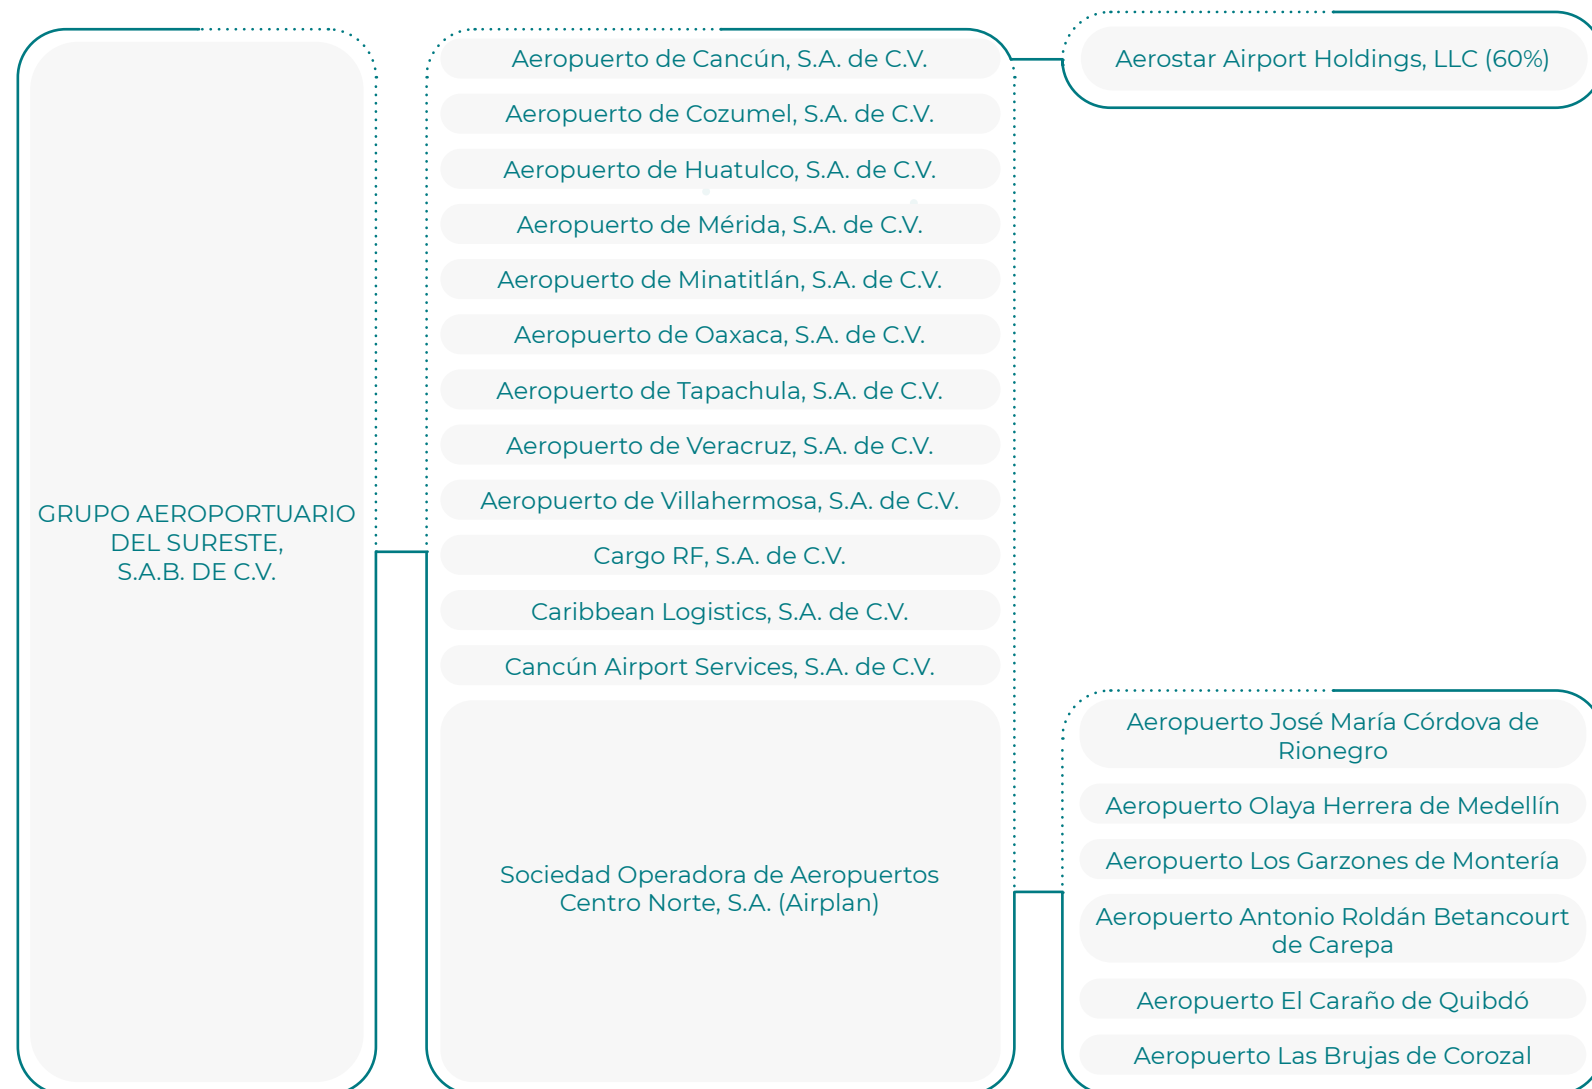 GRUPO AEROPORTUARIO
DEL SURESTE,
S.A.B. DE C.V.
Aeropuerto de Cancún, S.A. de C.V.
Aeropuerto de Cozumel, S.A. de C.V.
Aeropuerto de Huatulco, S.A. de C.V.
Aeropuerto de Mérida, S.A. de C.V.
Aeropuerto de Minatitlán, S.A. de C.V.
Aeropuerto de Oaxaca, S.A. de C.V.
Aeropuerto de Tapachula, S.A. de C.V.
Aeropuerto de Veracruz, S.A. de C.V.
Aeropuerto de Villahermosa, S.A. de C.V.
Cargo RF, S.A. de C.V.
Caribbean Logistics, S.A. de C.V.
Cancún Airport Services, S.A. de C.V.
Sociedad Operadora de Aeropuertos
Centro Norte, S.A. (Airplan)
Aerostar Airport Holdings, LLC (60%)
Aeropuerto José María Córdova de
Rionegro
Aeropuerto Olaya Herrera de Medellín
Aeropuerto Los Garzones de Montería
Aeropuerto Antonio Roldán Betancourt
de Carepa
Aeropuerto El Caraño de Quibdó
Aeropuerto Las Brujas de Corozal